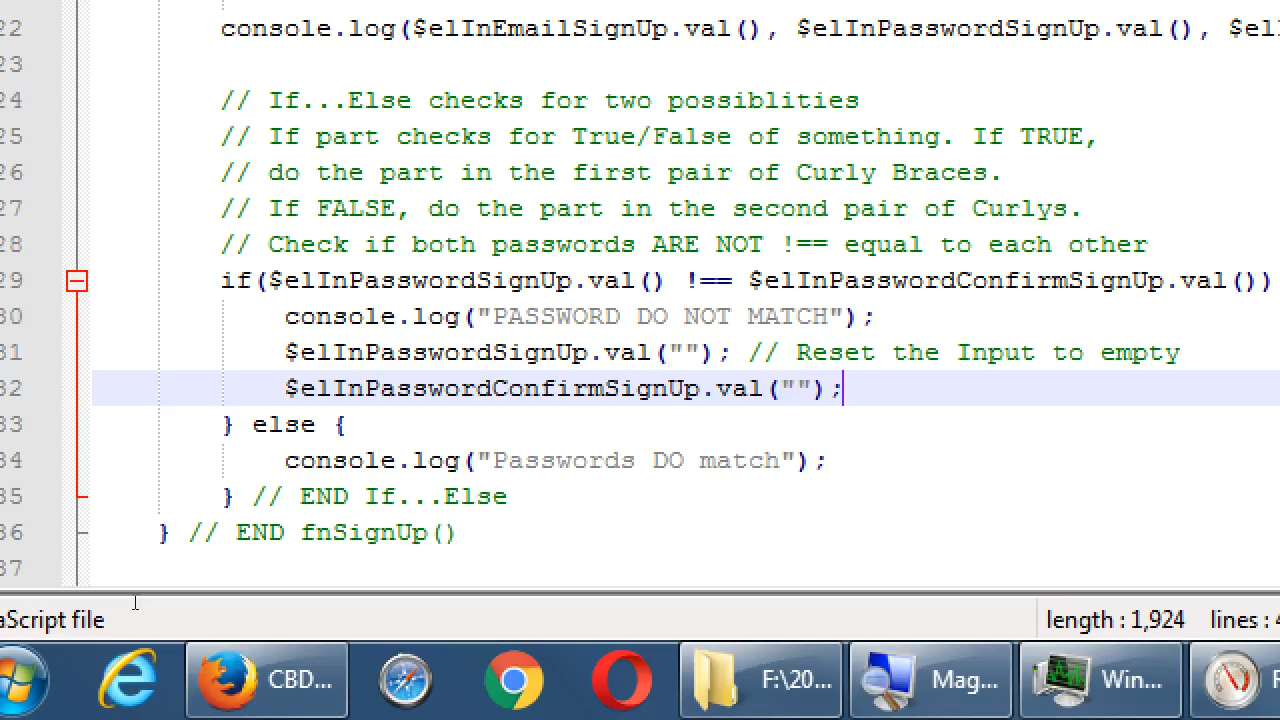 22 console.log($elInEmailSignUp.val(), $elInPasswordSignUp.val(), $el
23
24 // If...Else checks for two possiblities
25 // If part checks for True/False of something. If TRUE,
26 // do the part in the first pair of Curly Braces.
27 // If FALSE, do the part in the second pair of Curlys.
28 // Check if both passwords ARE NOT !== equal to each other
29 if($elInPasswordSignUp.val() !== $elInPasswordConfirmSignUp.val())
30 console.log("PASSWORD DO NOT MATCH");
31 $elInPasswordSignUp.val(""); // Reset the Input to empty
32 $elInPasswordConfirmSignUp.val("");
33 } else {
34 console.log("Passwords DO match");
35 } // END If...Else
36 } // END fnSignUp()
37
aScript file length : 1,924 lines : 4
CBD... F:\20... Mag... Win... F